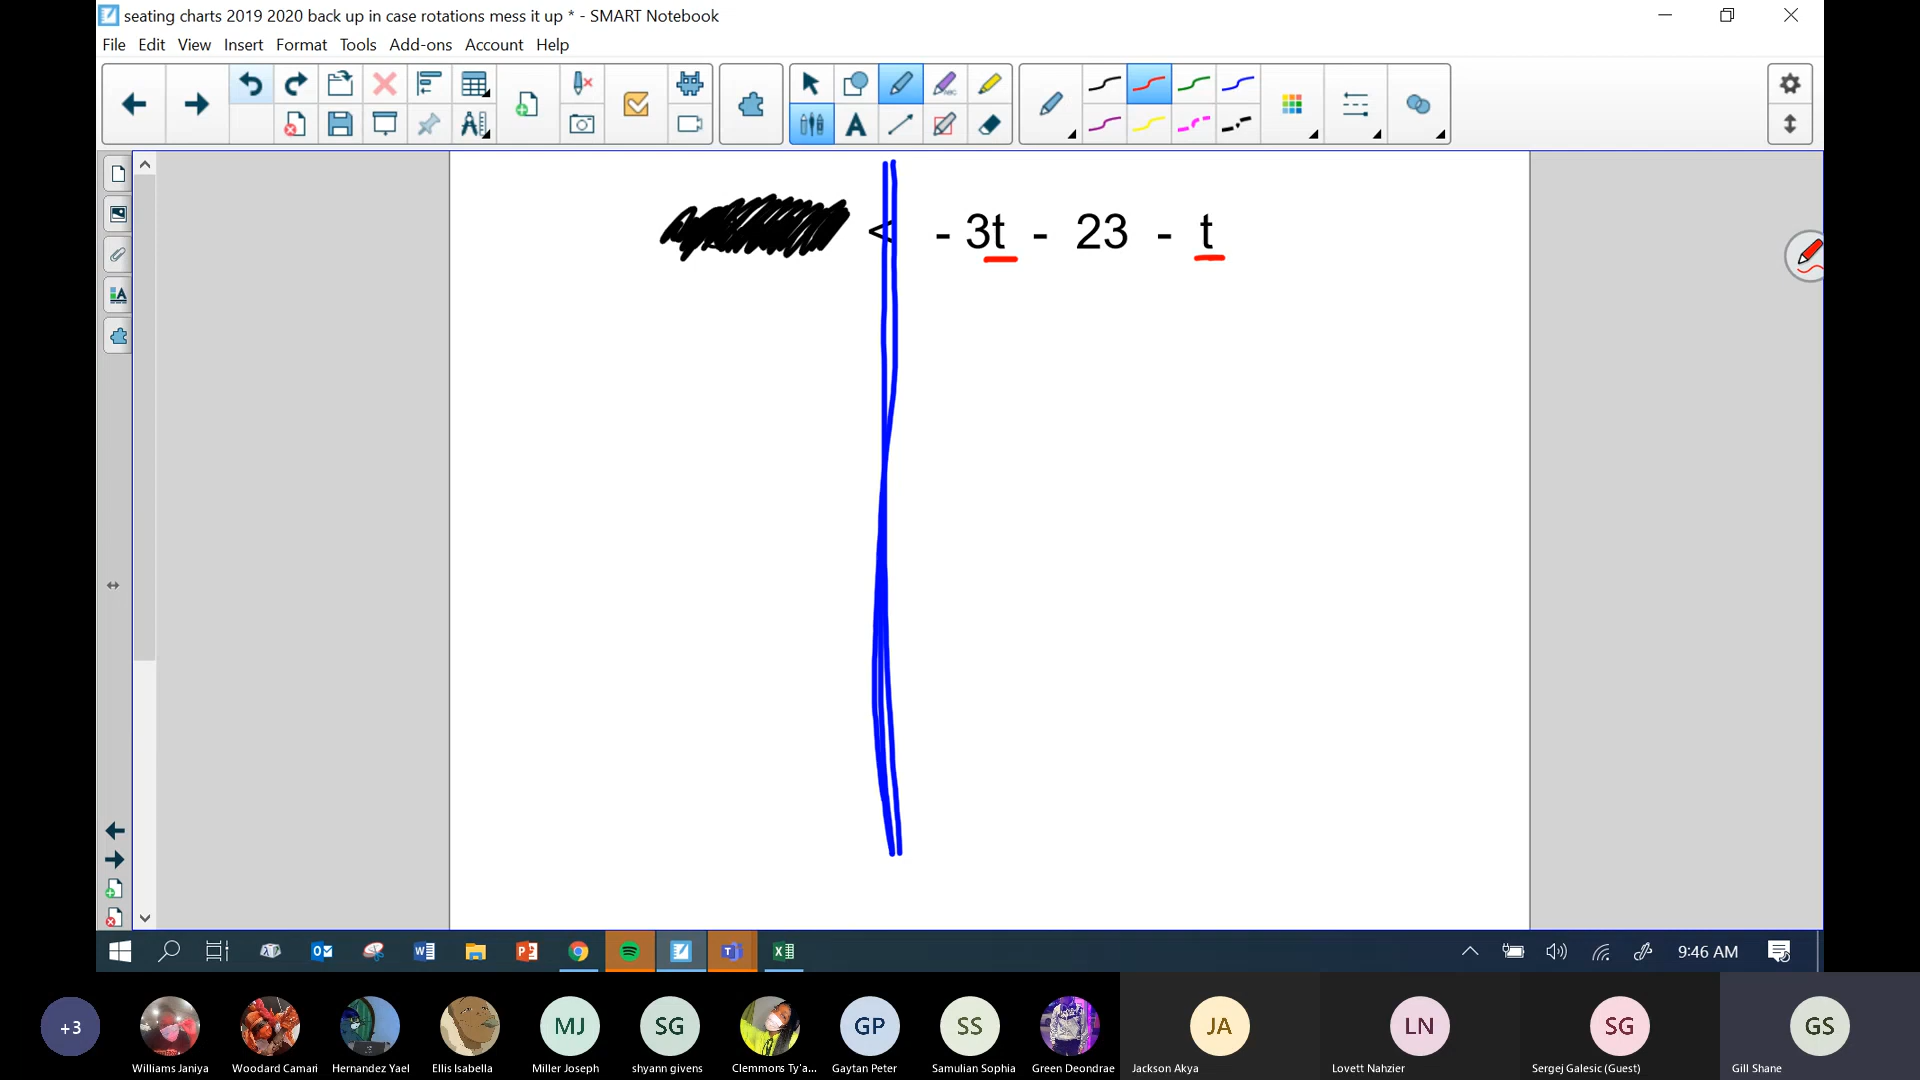 seating charts 2019 2020 back up in case rotations mess it up * - SMART Notebook
File Edit View Insert Format Tools Add-ons Account Help
< - 3t - 23 - t
9:46 AM
+3 MJ SG GP SS JA LN SG GS
Williams Janiya Woodard Camari Hernandez Yael Ellis Isabella Miller Joseph shyann givens Clemmons Ty'a... Gaytan Peter Samulian Sophia Green Deondrae Jackson Akya Lovett Nahzier Sergej Galesic (Guest) Gill Shane